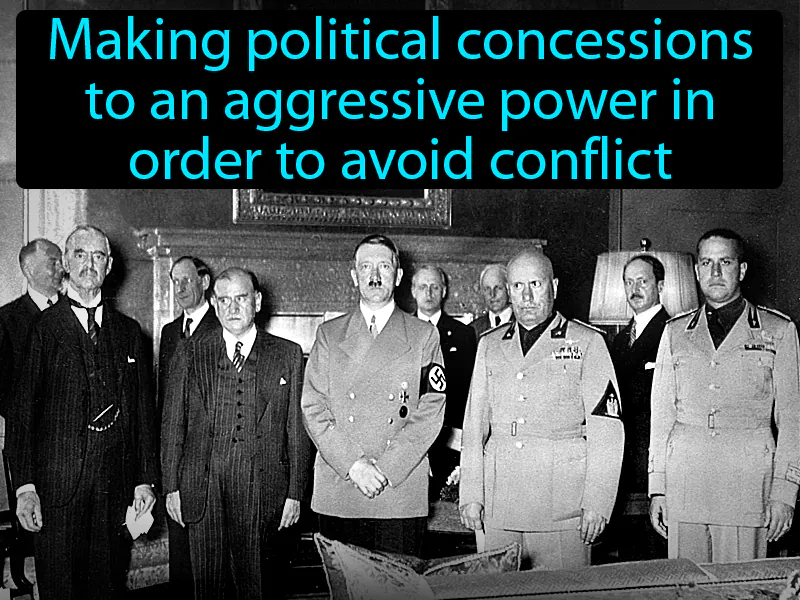 Making political concessions
to an aggressive power in
order to avoid conflict